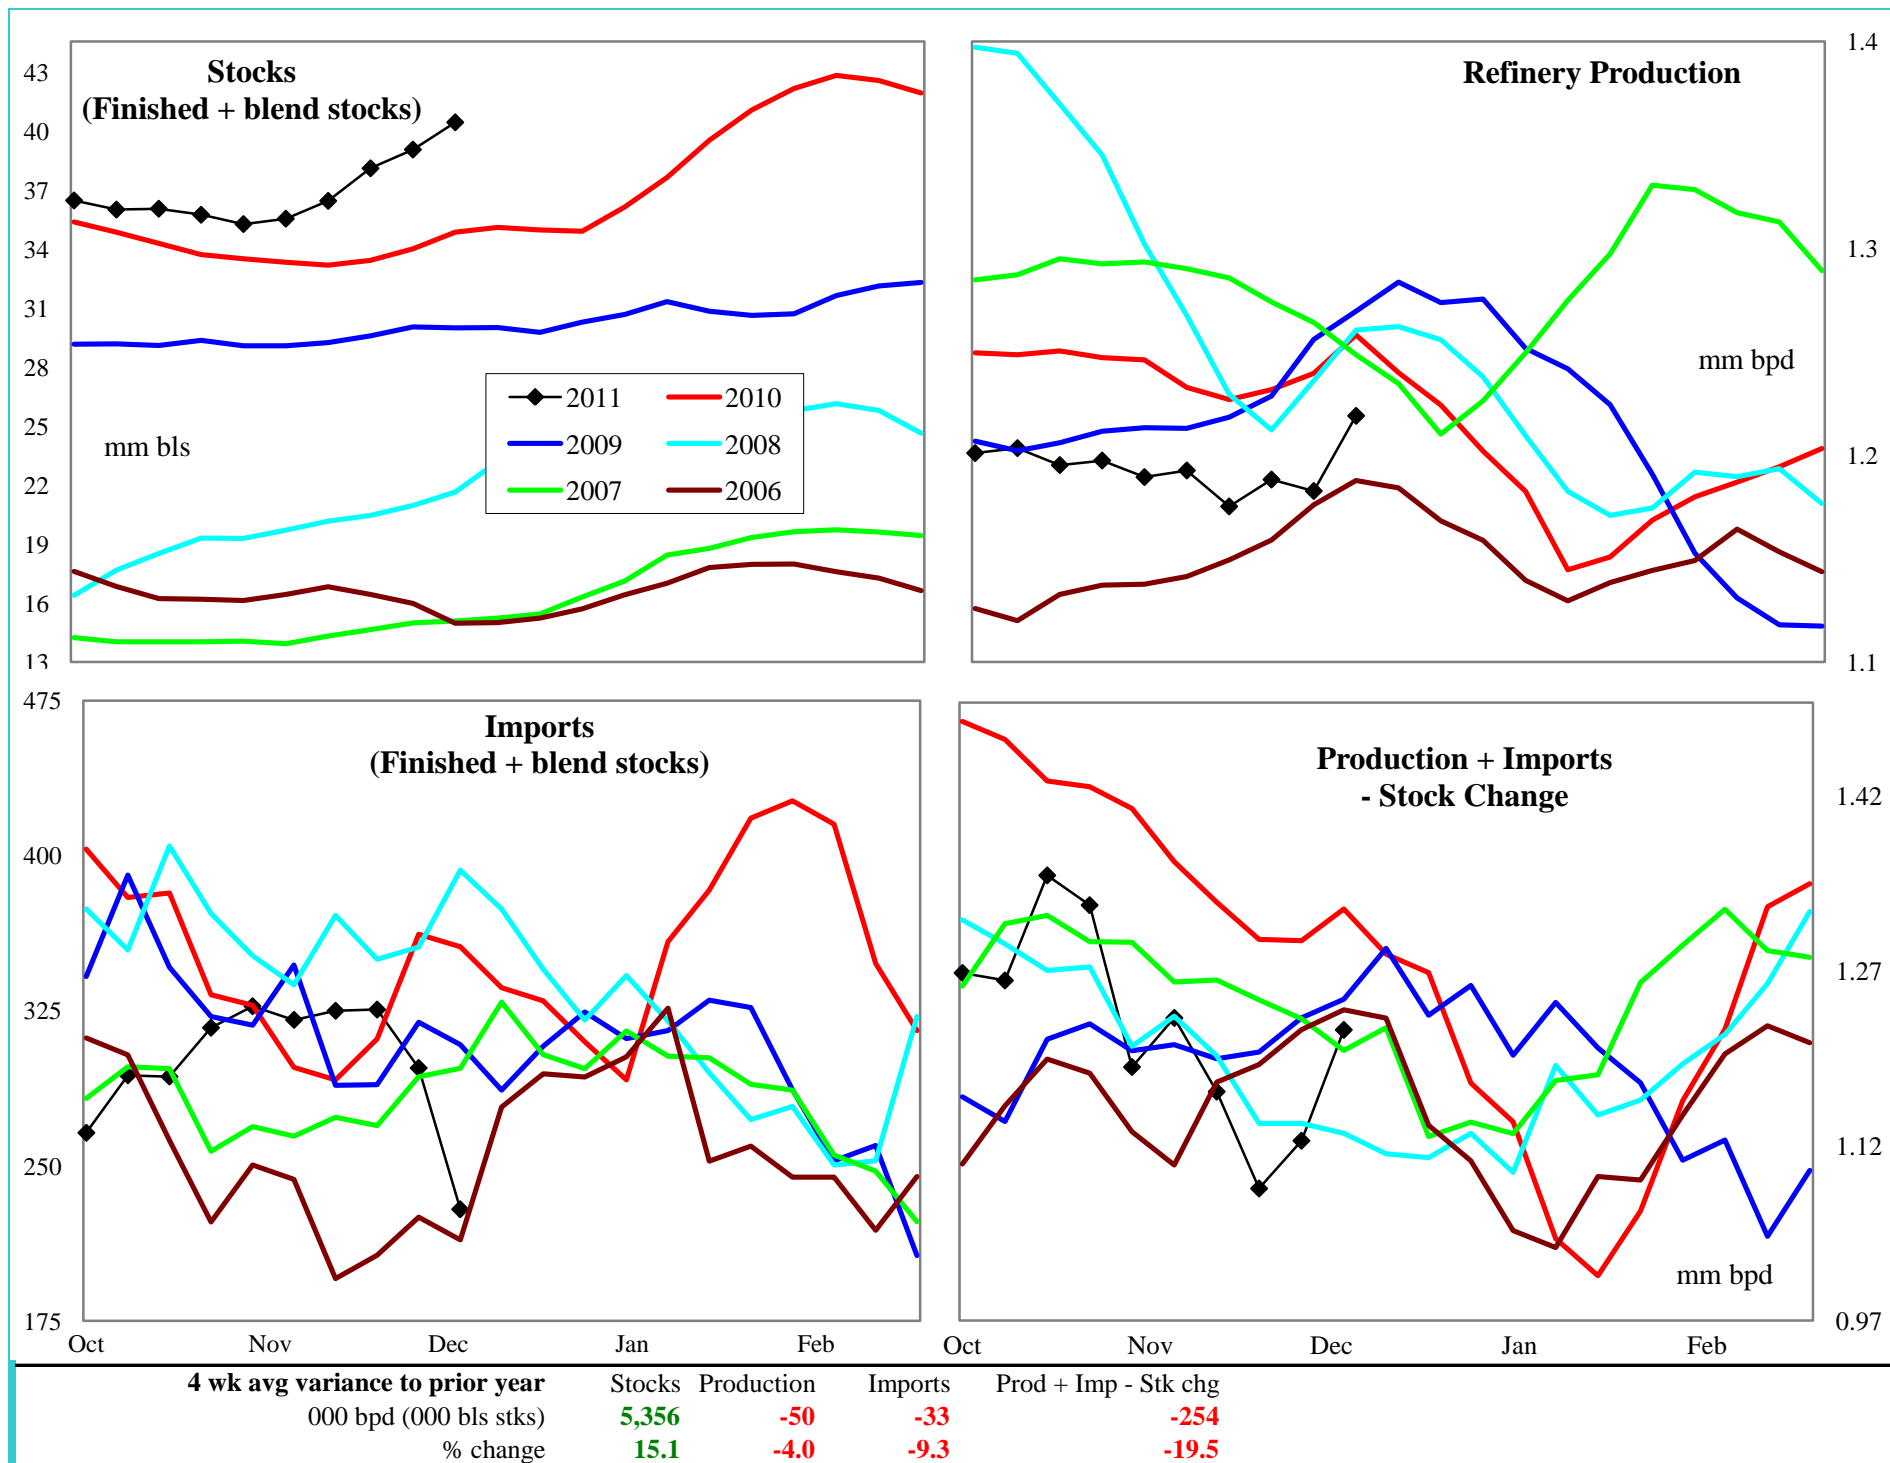 Stocks
(Finished + blend stocks)
43
40
37
34
31
28
25
22
19
16
13
mm bls
2011 2010
2009 2008
2007 2006
Refinery Production
mm bpd
1.4
1.3
1.2
1.1
Imports
(Finished + blend stocks)
475
400
325
250
175
Oct Nov Dec Jan Feb
Production + Imports
- Stock Change
1.42
1.27
1.12
0.97
mm bpd
Oct Nov Dec Jan Feb
4 wk avg variance to prior year Stocks Production Imports Prod + Imp - Stk chg
000 bpd (000 bls stks) 5,356 -50 -33 -254
% change 15.1 -4.0 -9.3 -19.5